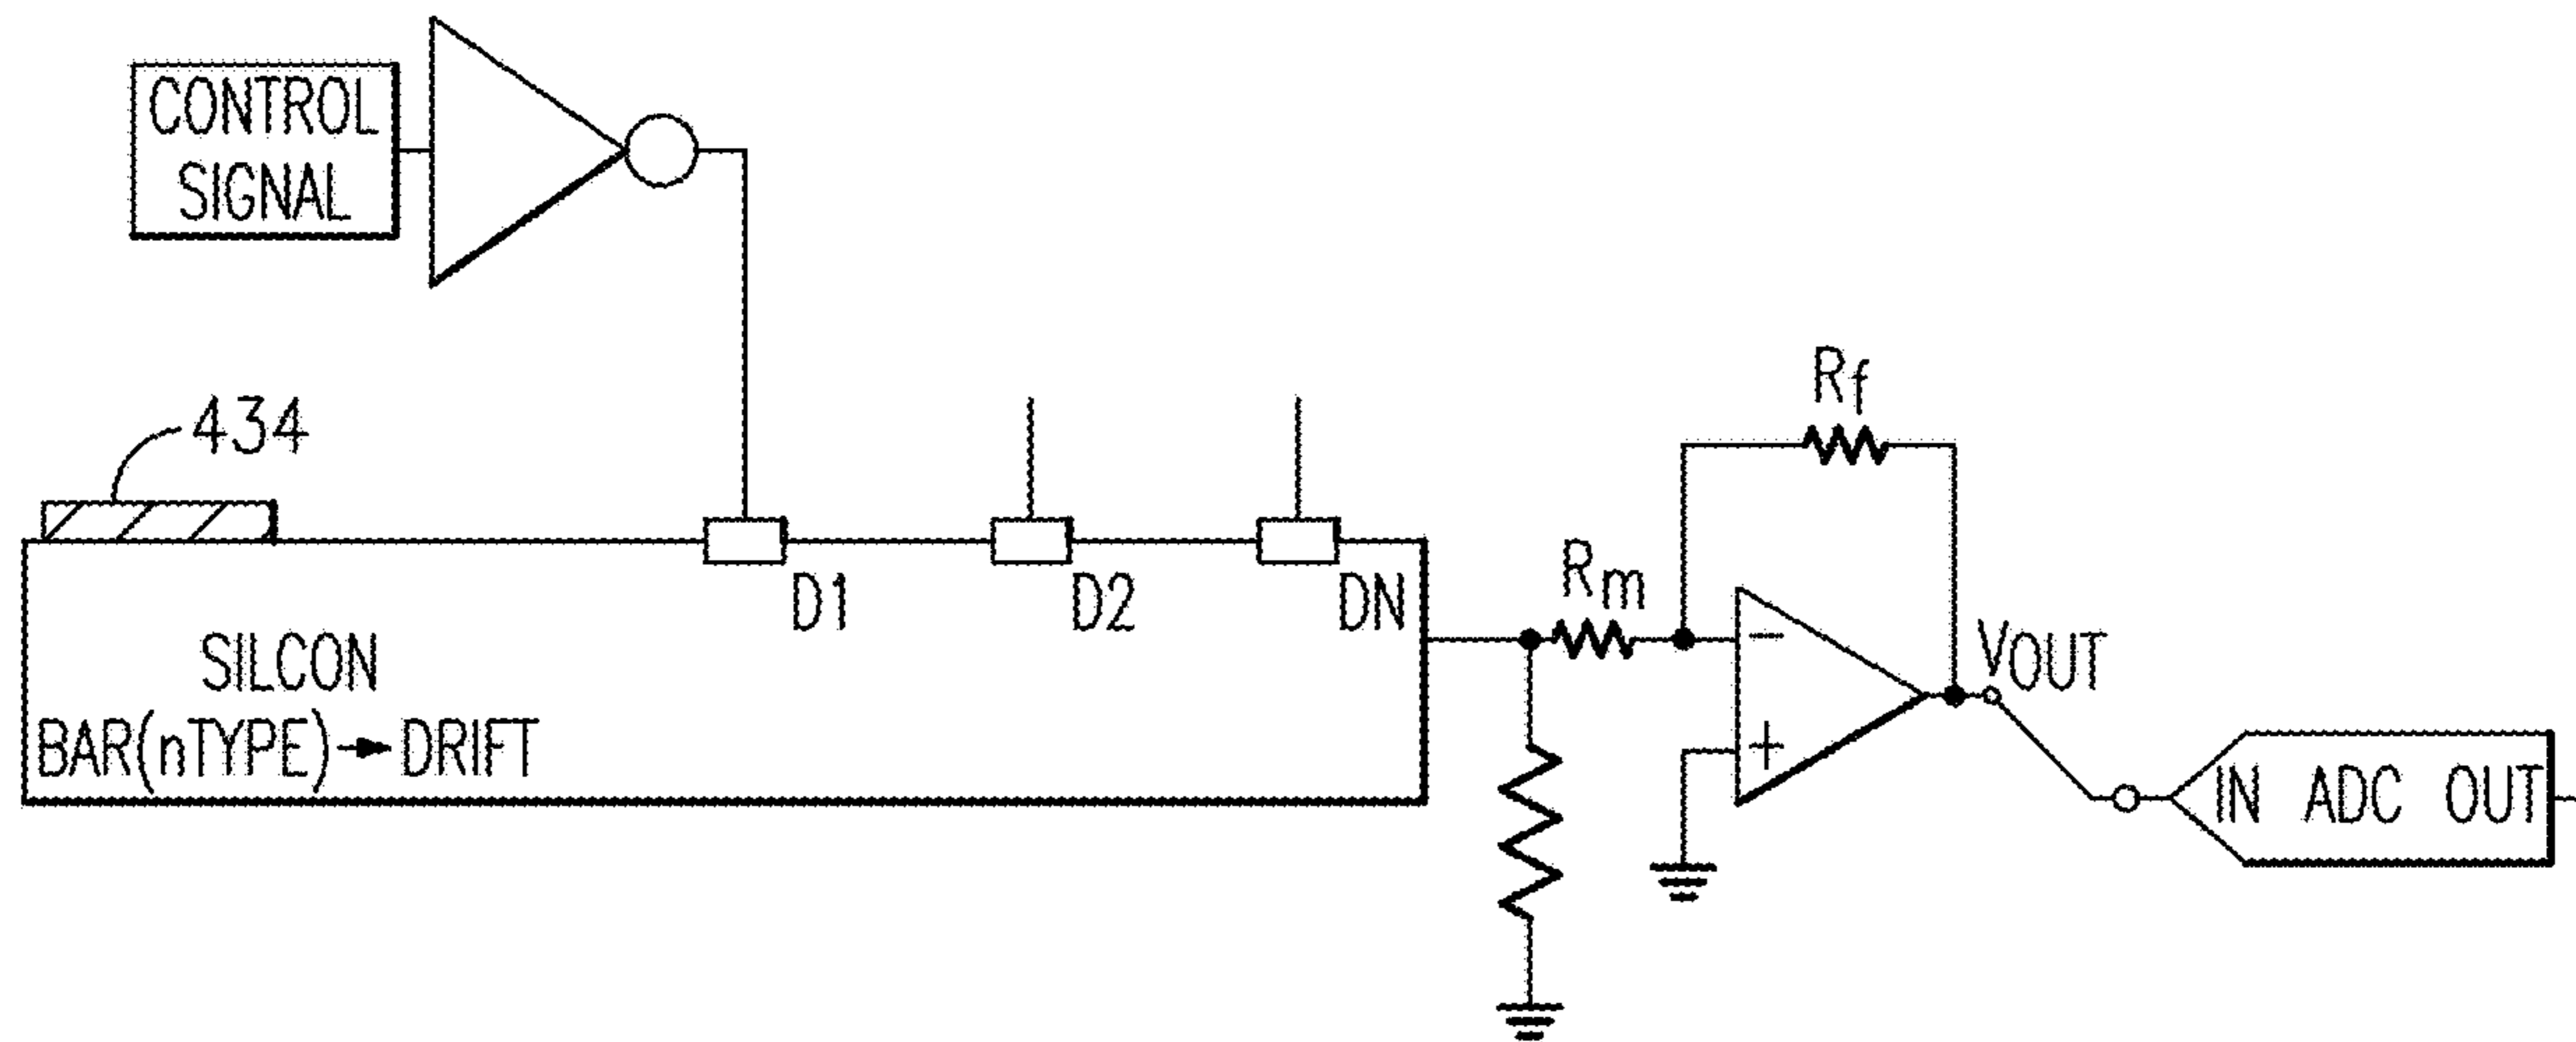 CONTROL
SIGNAL
434
Rf
D1
D2
DN
Rm
SILCON
BAR(nTYPE)→DRIFT
−
+
VOUT
IN ADC OUT